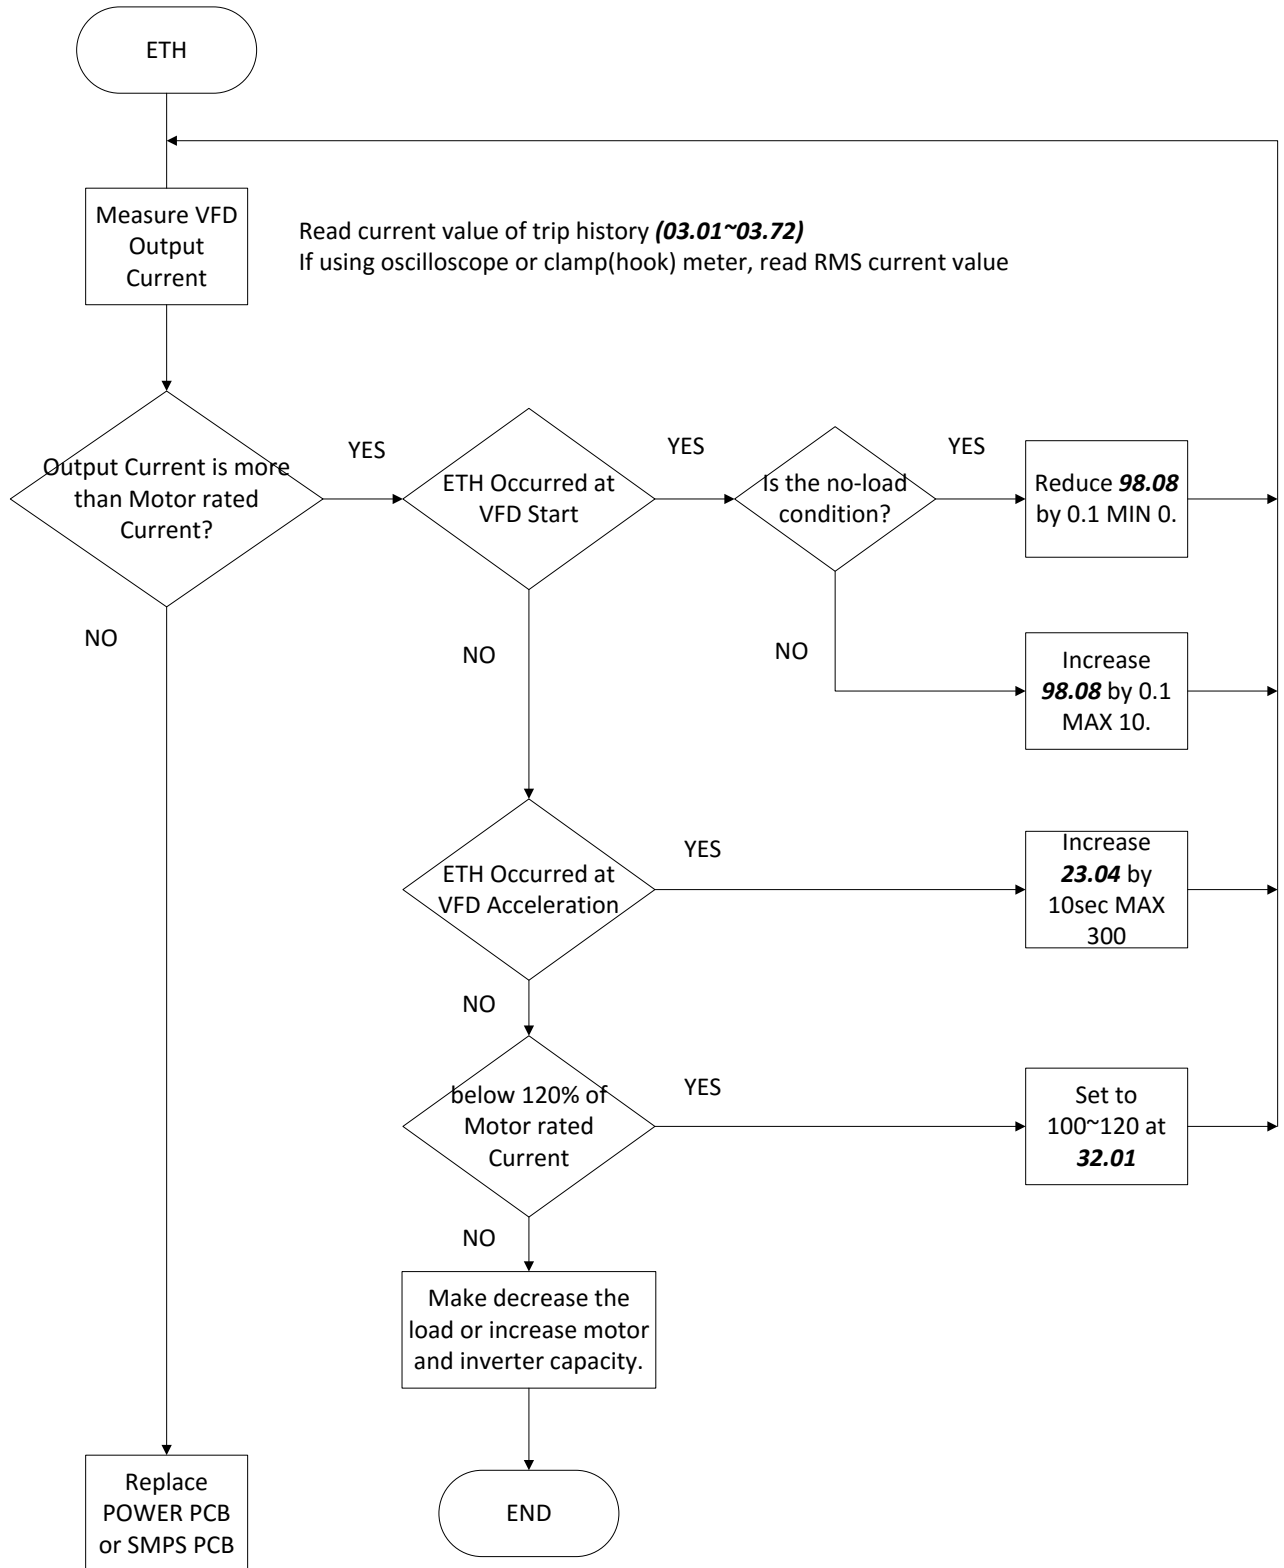 ETH
Measure VFD
Output
Current
Read current value of trip history (03.01~03.72)
If using oscilloscope or clamp(hook) meter, read RMS current value
Output Current is more
than Motor rated
Current?
YES
ETH Occurred at
VFD Start
YES
Is the no-load
condition?
YES
Reduce 98.08
by 0.1 MIN 0.
NO
NO
NO
Increase
98.08 by 0.1
MAX 10.
ETH Occurred at
VFD Acceleration
YES
Increase
23.04 by
10sec MAX
300
NO
below 120% of
Motor rated
Current
YES
Set to
100~120 at
32.01
NO
Make decrease the
load or increase motor
and inverter capacity.
Replace
POWER PCB
or SMPS PCB
END